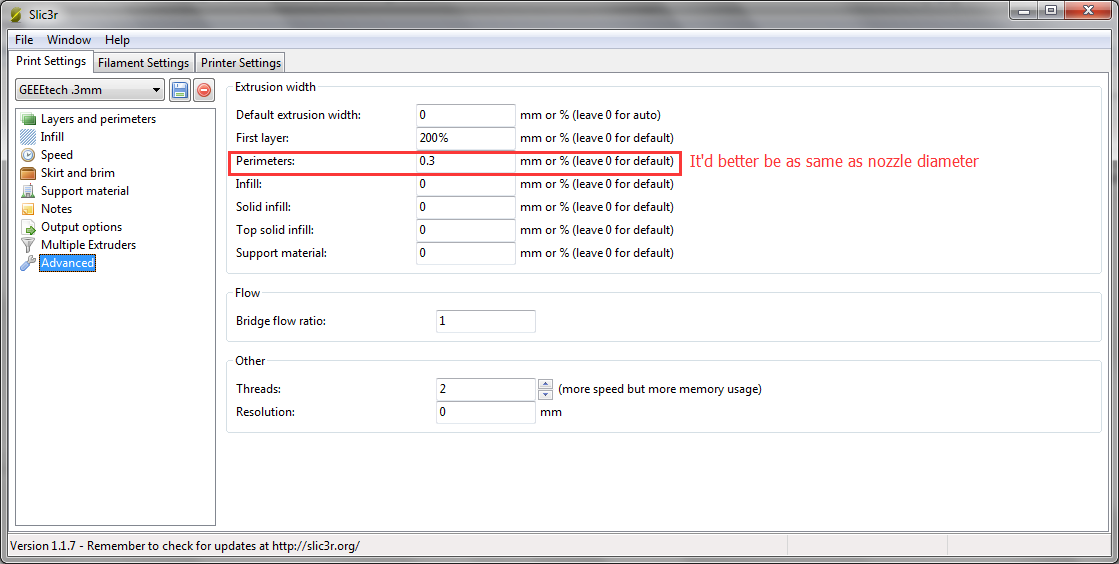 Slic3r
File Window Help
Print Settings Filament Settings Printer Settings
GEEEtech .3mm
Layers and perimeters
Infill
Speed
Skirt and brim
Support material
Notes
Output options
Multiple Extruders
Advanced
Extrusion width
Default extrusion width: 0 mm or % (leave 0 for auto)
First layer: 200% mm or % (leave 0 for default)
Perimeters: 0.3 mm or % (leave 0 for default) It'd better be as same as nozzle diameter
Infill: 0 mm or % (leave 0 for default)
Solid infill: 0 mm or % (leave 0 for default)
Top solid infill: 0 mm or % (leave 0 for default)
Support material: 0 mm or % (leave 0 for default)
Flow
Bridge flow ratio: 1
Other
Threads: 2 (more speed but more memory usage)
Resolution: 0 mm
Version 1.1.7 - Remember to check for updates at http://slic3r.org/